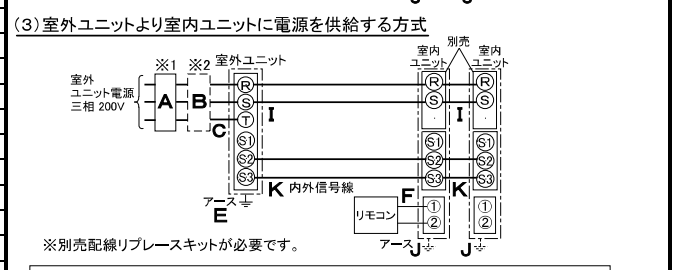 (3)室外ユニットより室内ユニットに電源を供給する方式
別売
※1 ※2 室外ユニット
室内
ユニット
室内
ユニット
室外
ユニット電源
三相 200V
A
B
C
R
S
T
S1
S2
S3
I
R
S
S1
S2
S3
I
R
S
S1
S2
S3
K 内外信号線
F
K
アース
E
リモコン
①
②
①
②
アース J
J
※別売配線リプレースキットが必要です。